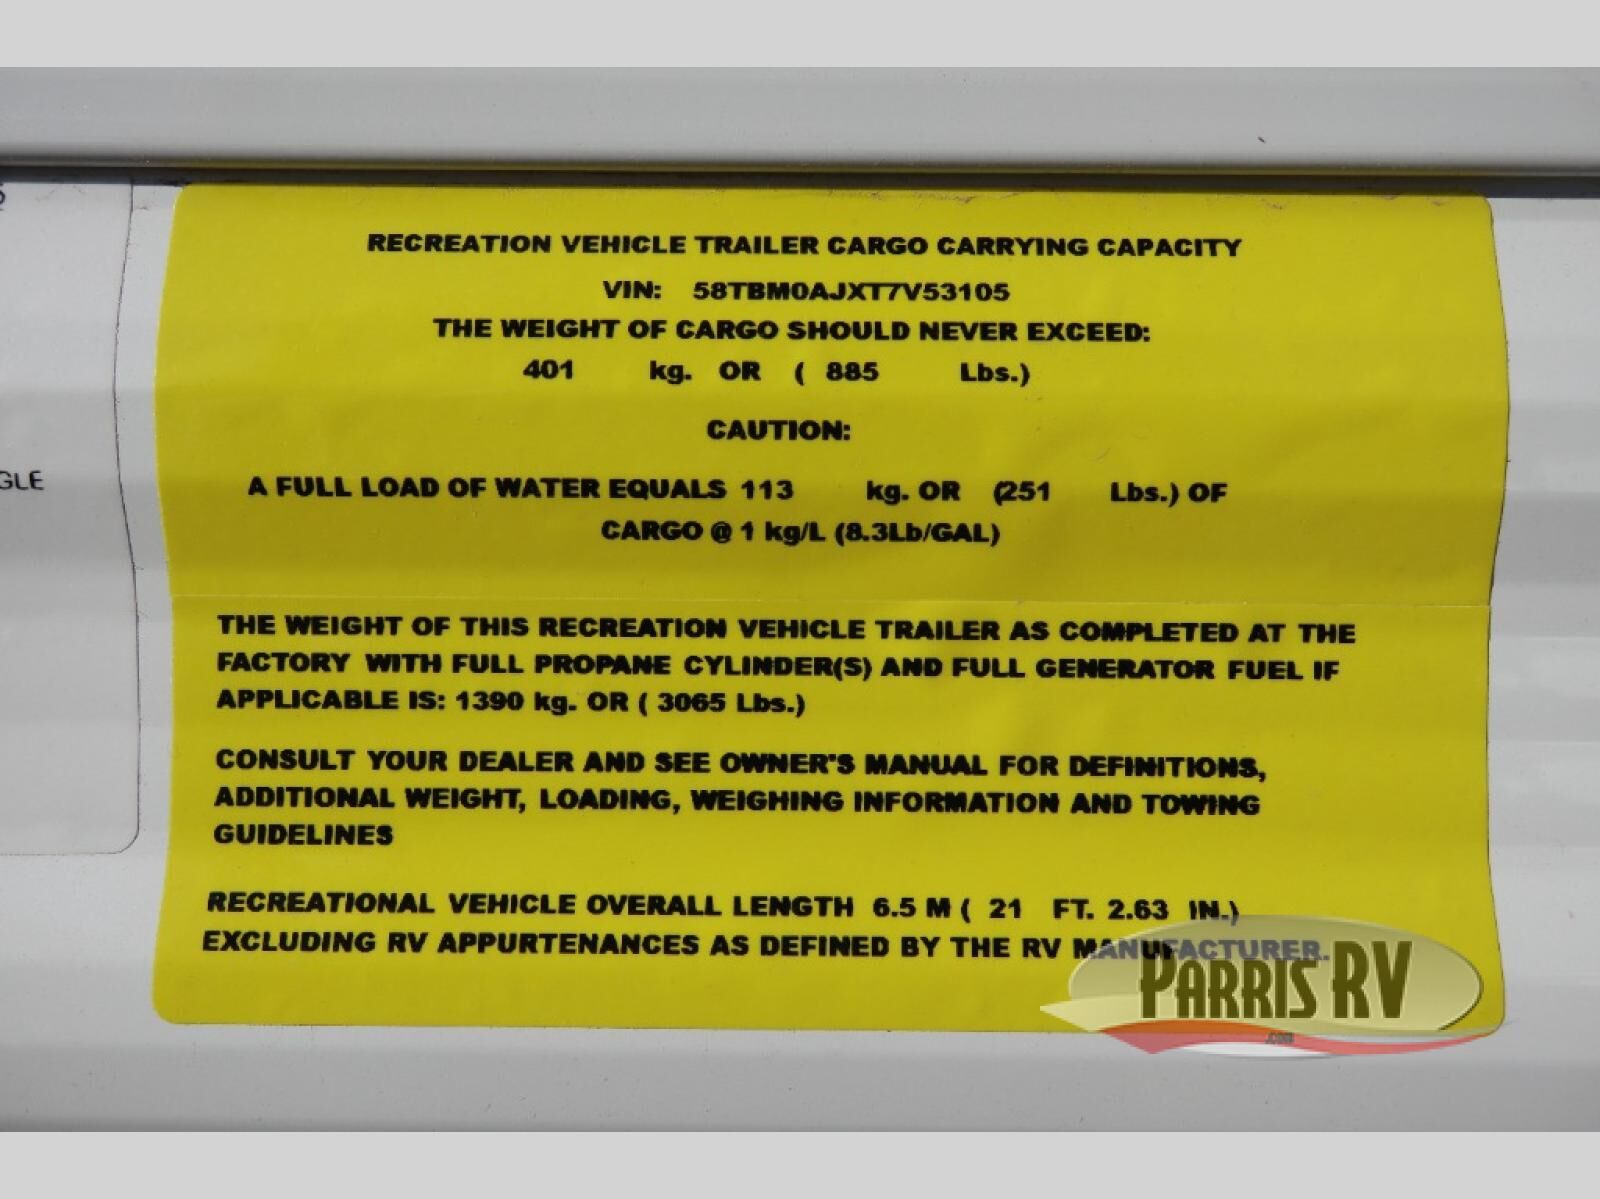 RECREATION VEHICLE TRAILER CARGO CARRYING CAPACITY
VIN: 58TBM0AJXT7V53105
THE WEIGHT OF CARGO SHOULD NEVER EXCEED:
401 kg. OR ( 885 Lbs.)
CAUTION:
A FULL LOAD OF WATER EQUALS 113 kg. OR (251 Lbs.) OF
CARGO @ 1 kg/L (8.3Lb/GAL)
THE WEIGHT OF THIS RECREATION VEHICLE TRAILER AS COMPLETED AT THE
FACTORY WITH FULL PROPANE CYLINDER(S) AND FULL GENERATOR FUEL IF
APPLICABLE IS: 1390 kg. OR ( 3065 Lbs.)
CONSULT YOUR DEALER AND SEE OWNER'S MANUAL FOR DEFINITIONS,
ADDITIONAL WEIGHT, LOADING, WEIGHING INFORMATION AND TOWING
GUIDELINES
RECREATIONAL VEHICLE OVERALL LENGTH 6.5 M ( 21 FT. 2.63 IN.)
EXCLUDING RV APPURTENANCES AS DEFINED BY THE RV MANUFACTURER.
PARRIS RV
.COM
GLE